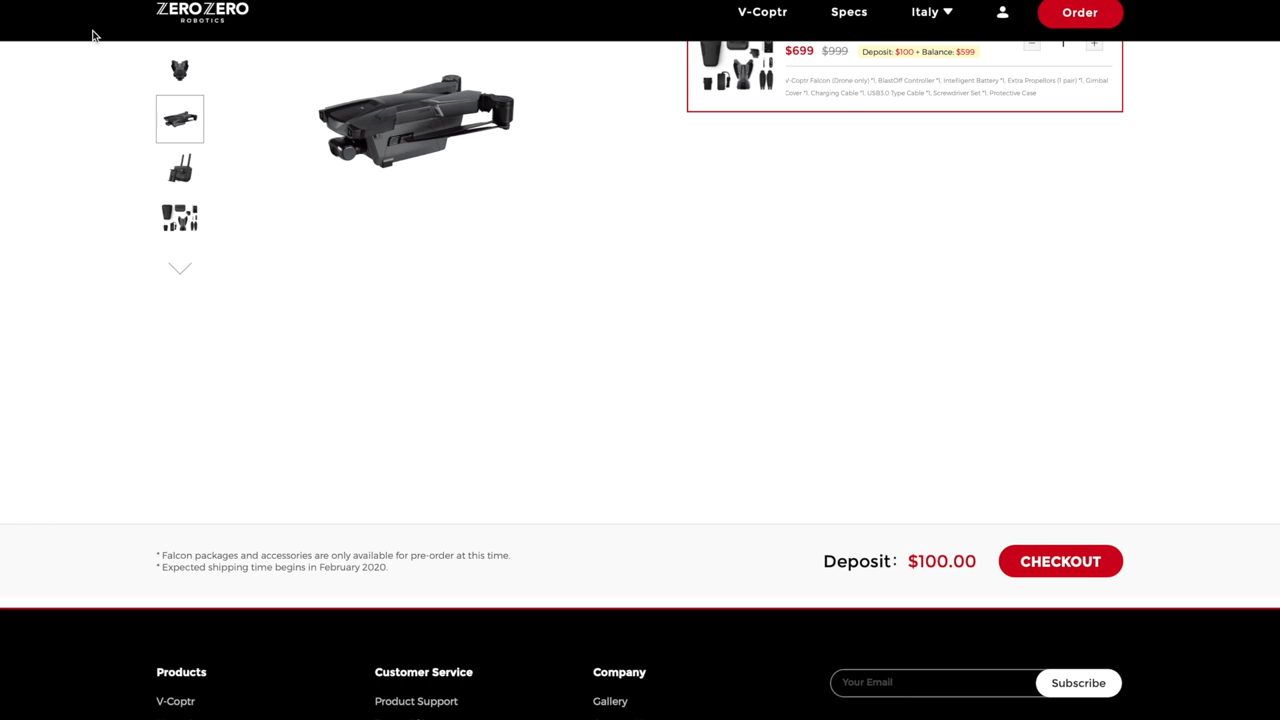 ZEROZERO
ROBOTICS
V-Coptr
Specs
Italy
Order
$699 $999 Deposit: $100 + Balance: $599
1
V-Coptr Falcon (Drone only) *1, BlastOff Controller *1, Intelligent Battery *1, Extra Propellors (1 pair) *1, Gimbal
Cover *1, Charging Cable *1, USB3.0 Type Cable *1, Screwdriver Set *1, Protective Case
* Falcon packages and accessories are only available for pre-order at this time.
* Expected shipping time begins in February 2020.
Deposit: $100.00
CHECKOUT
Products
V-Coptr
Customer Service
Product Support
Company
Gallery
Your Email
Subscribe